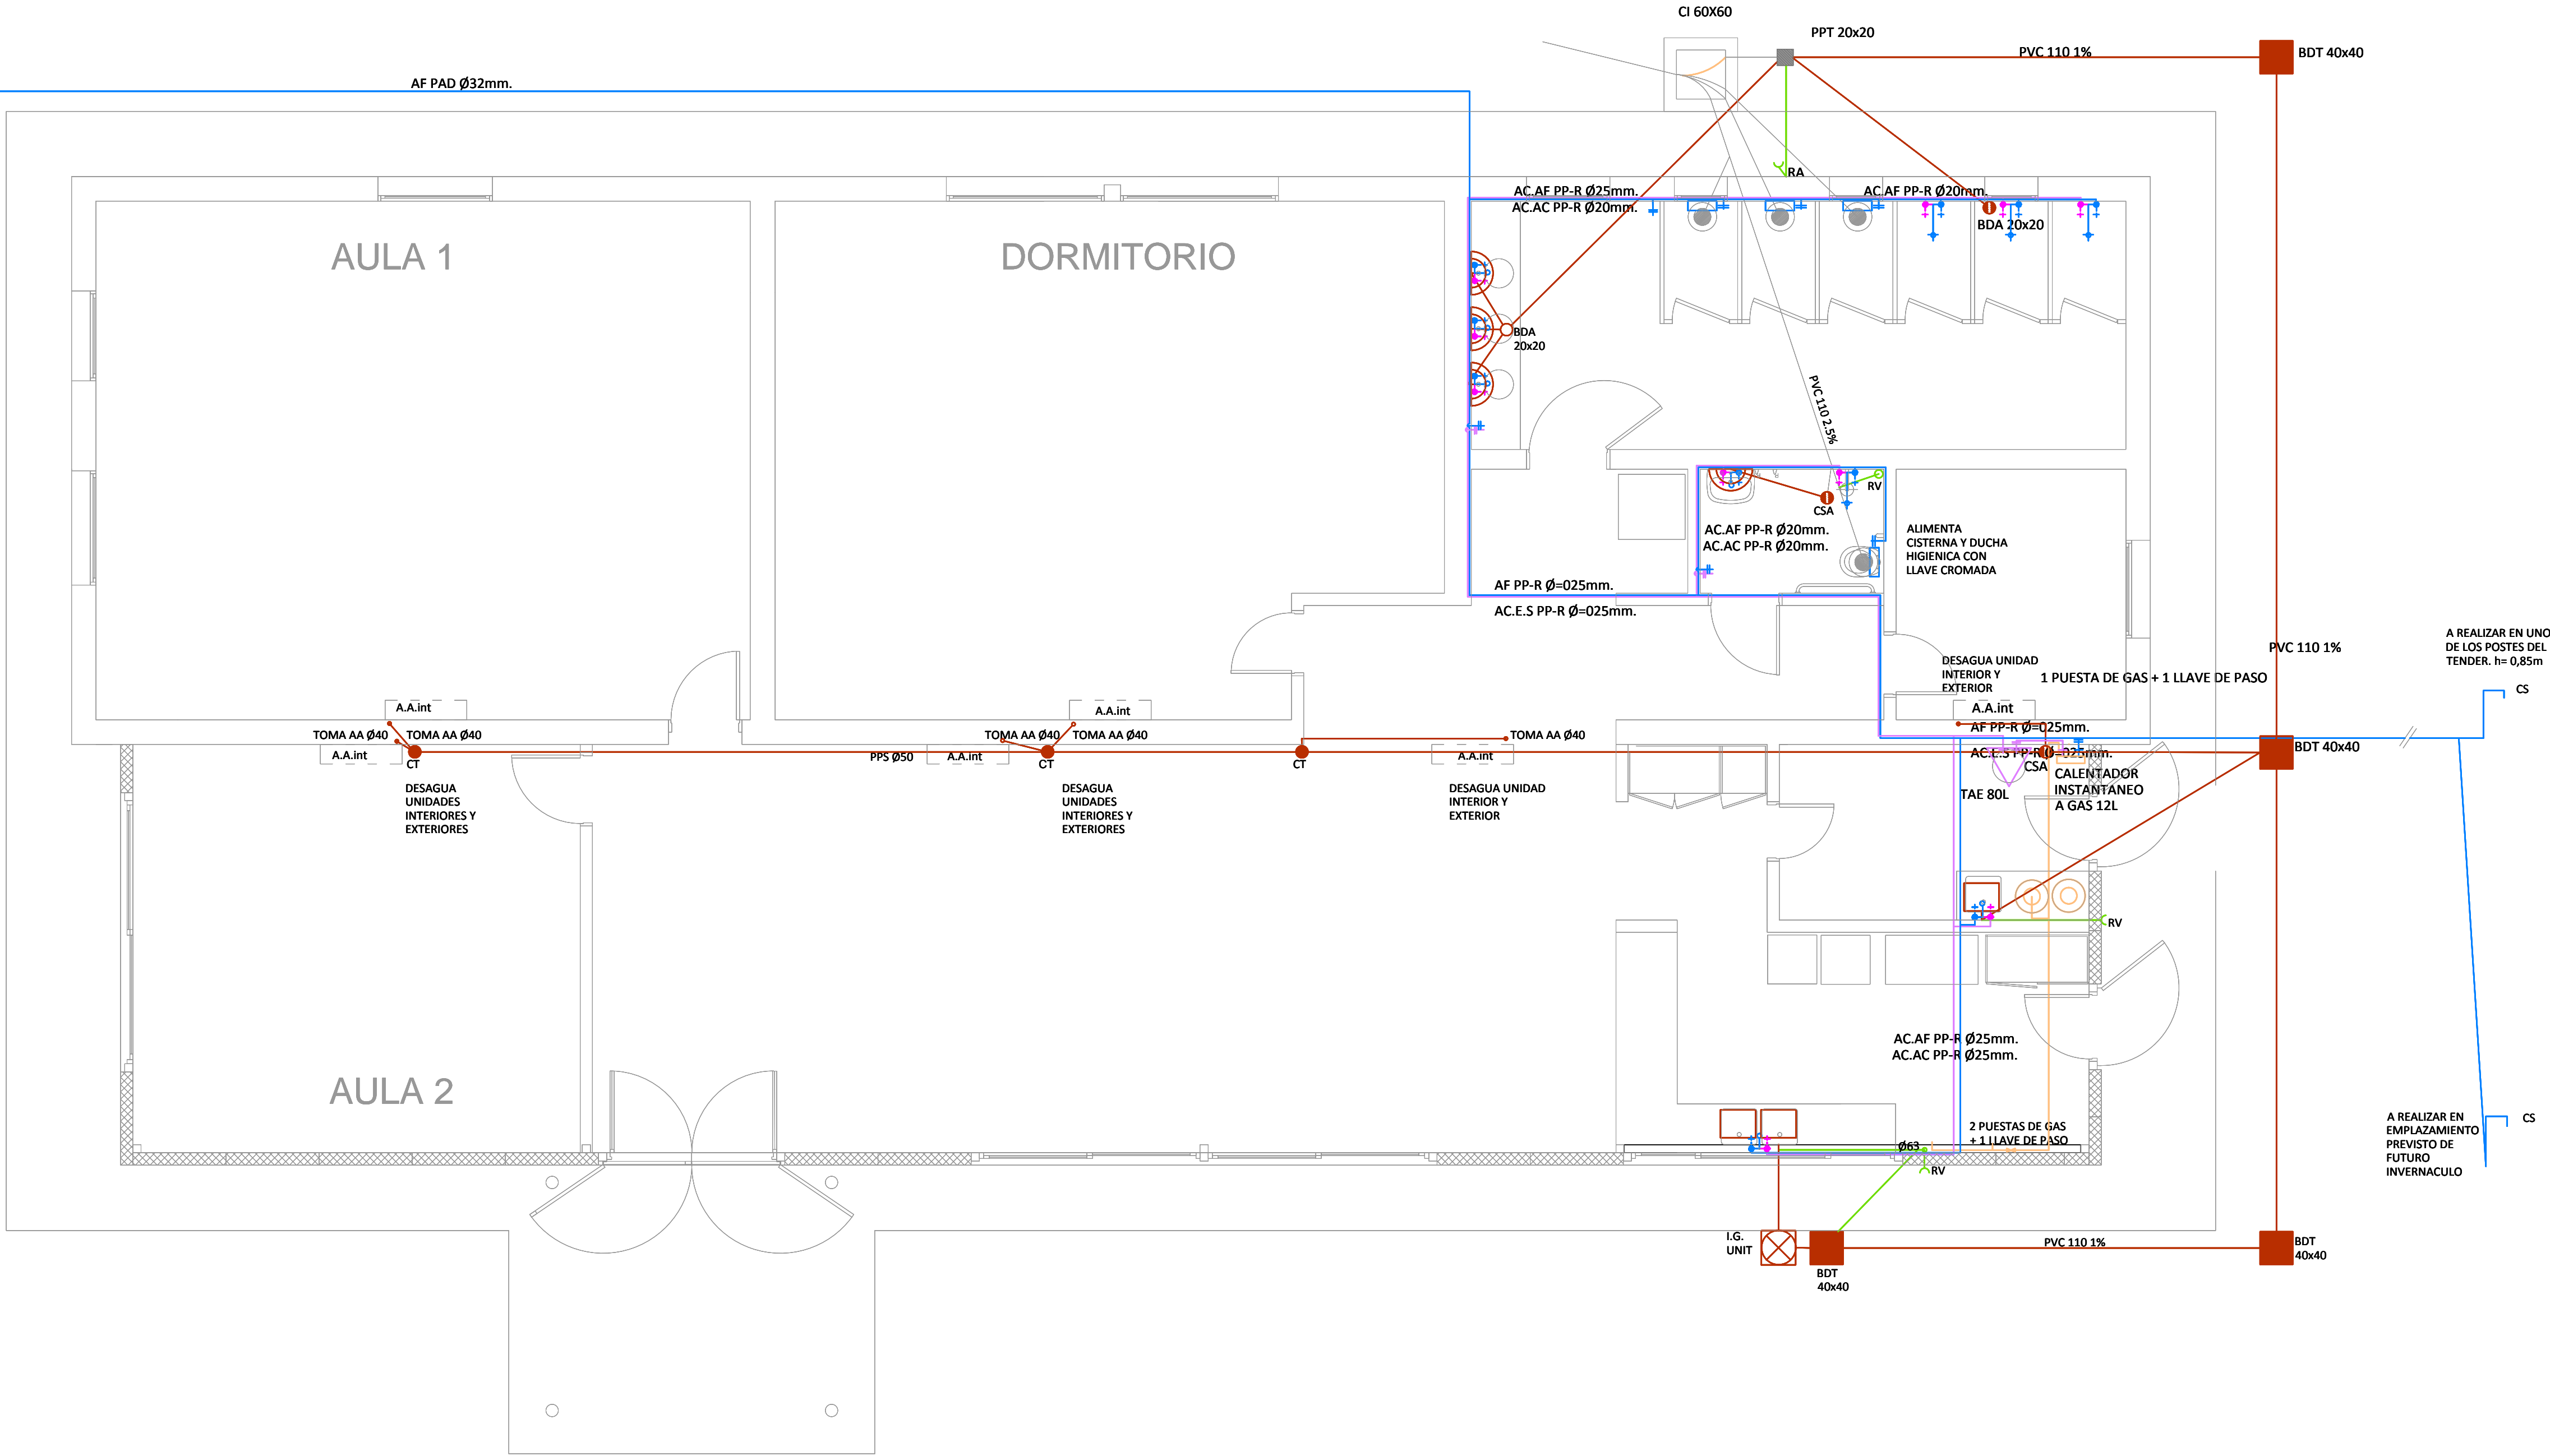 CI 60X60
PPT 20x20
PVC 110 1%
BDT 40x40
AF PAD Ø32mm.
RA
AC.AF PP-R Ø25mm.
AC.AC PP-R Ø20mm.
AC.AF PP-R Ø20mm.
BDA 20x20
AULA 1
DORMITORIO
BDA
20x20
PVC 110 2.5%
RV
CSA
AC.AF PP-R Ø20mm.
AC.AC PP-R Ø20mm.
ALIMENTA
CISTERNA Y DUCHA
HIGIENICA CON
LLAVE CROMADA
AF PP-R Ø=025mm.
AC.E.S PP-R Ø=025mm.
PVC 110 1%
A REALIZAR EN UNO
DE LOS POSTES DEL
TENDER. h= 0,85m
CS
DESAGUA UNIDAD
INTERIOR Y
EXTERIOR
1 PUESTA DE GAS + 1 LLAVE DE PASO
A.A.int
A.A.int
A.A.int
TOMA AA Ø40
TOMA AA Ø40
TOMA AA Ø40
TOMA AA Ø40
TOMA AA Ø40
AF PP-R Ø=025mm.
AC.E.S PP-R Ø=025mm.
BDT 40x40
A.A.int
CT
PPS Ø50
A.A.int
CT
CT
A.A.int
CSA
CALENTADOR
INSTANTANEO
A GAS 12L
TAE 80L
DESAGUA
UNIDADES
INTERIORES Y
EXTERIORES
DESAGUA
UNIDADES
INTERIORES Y
EXTERIORES
DESAGUA UNIDAD
INTERIOR Y
EXTERIOR
RV
AC.AF PP-R Ø25mm.
AC.AC PP-R Ø25mm.
AULA 2
2 PUESTAS DE GAS
+ 1 LLAVE DE PASO
Ø63
RV
A REALIZAR EN
EMPLAZAMIENTO
PREVISTO DE
FUTURO
INVERNACULO
CS
I.G.
UNIT
BDT
40x40
PVC 110 1%
BDT
40x40